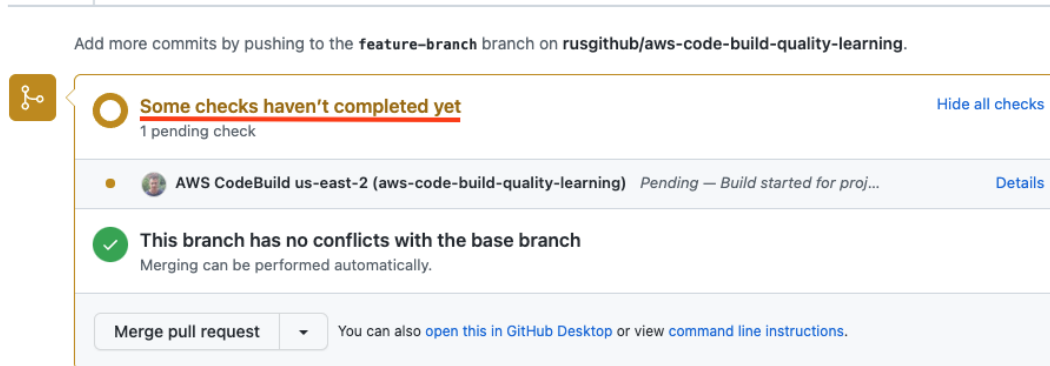 Add more commits by pushing to the feature-branch branch on rusgithub/aws-code-build-quality-learning.
Some checks haven't completed yet
Hide all checks
1 pending check
AWS CodeBuild us-east-2 (aws-code-build-quality-learning) Pending — Build started for proj...
Details
This branch has no conflicts with the base branch
Merging can be performed automatically.
Merge pull request
You can also open this in GitHub Desktop or view command line instructions.